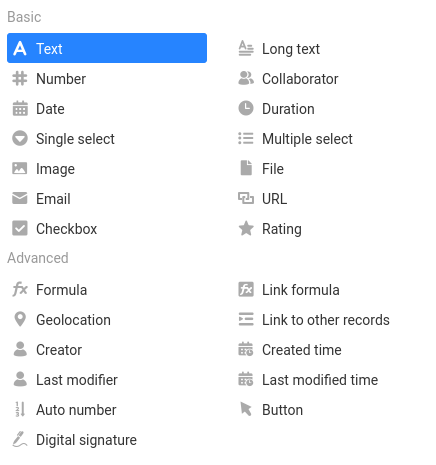 Basic
Text
Long text
Number
Collaborator
Date
Duration
Single select
Multiple select
Image
File
Email
URL
Checkbox
Rating
Advanced
Formula
Link formula
Geolocation
Link to other records
Creator
Created time
Last modifier
Last modified time
Auto number
Button
Digital signature